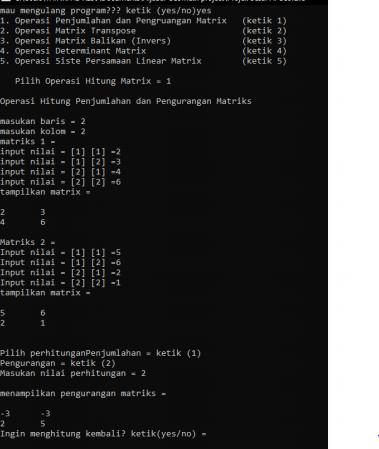 mau mengulang program??? ketik (yes/no)yes
1. Operasi Penjumlahan dan Pengruangan Matrix (ketik 1)
2. Operasi Matrix Transpose (ketik 2)
3. Operasi Matrix Balikan (Invers) (ketik 3)
4. Operasi Determinant Matrix (ketik 4)
5. Operasi Siste Persamaan Linear Matrix (ketik 5)
Pilih Operasi Hitung Matrix = 1
Operasi Hitung Penjumlahan dan Pengurangan Matriks
masukan baris = 2
masukan kolom = 2
matriks 1 =
input nilai = [1] [1] =2
input nilai = [1] [2] =3
input nilai = [2] [1] =4
input nilai = [2] [2] =6
tampilkan matrix =
2 3
4 6
Matriks 2 =
Input nilai = [1] [1] =5
Input nilai = [1] [2] =6
Input nilai = [2] [1] =2
Input nilai = [2] [2] =1
tampilkan matrix =
5 6
2 1
Pilih perhitunganPenjumlahan = ketik (1)
Pengurangan = ketik (2)
Masukan nilai perhitungan = 2
menampilkan pengurangan matriks =
-3 -3
2 5
Ingin menghitung kembali? ketik(yes/no) =